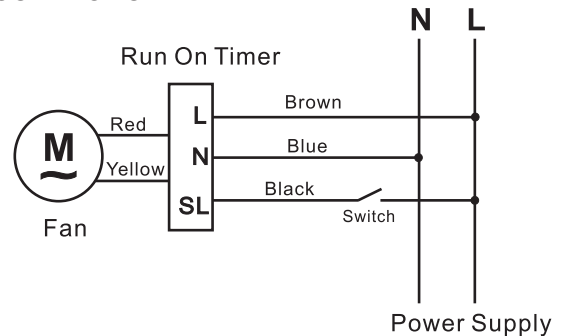 N L
Run On Timer
Brown
L
Red
M
Blue
N
Yellow
Black
SL
Switch
Fan
Power Supply